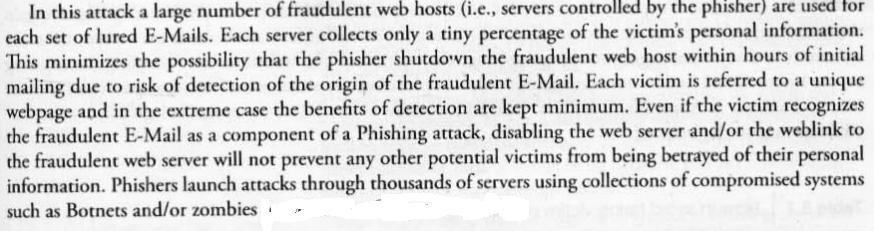 In this attack a large number of fraudulent web hosts (i.e., servers controlled by the phisher) are used for
each set of lured E-Mails. Each server collects only a tiny percentage of the victim's personal information.
This minimizes the possibility that the phisher shutdown the fraudulent web host within hours of initial
mailing due to risk of detection of the origin of the fraudulent E-Mail. Each victim is referred to a unique
webpage and in the extreme case the benefits of detection are kept minimum. Even if the victim recognizes
the fraudulent E-Mail as a component of a Phishing attack, disabling the web server and/or the weblink to
the fraudulent web server will not prevent any other potential victims from being betrayed of their personal
information. Phishers launch attacks through thousands of servers using collections of compromised systems
such as Botnets and/or zombies